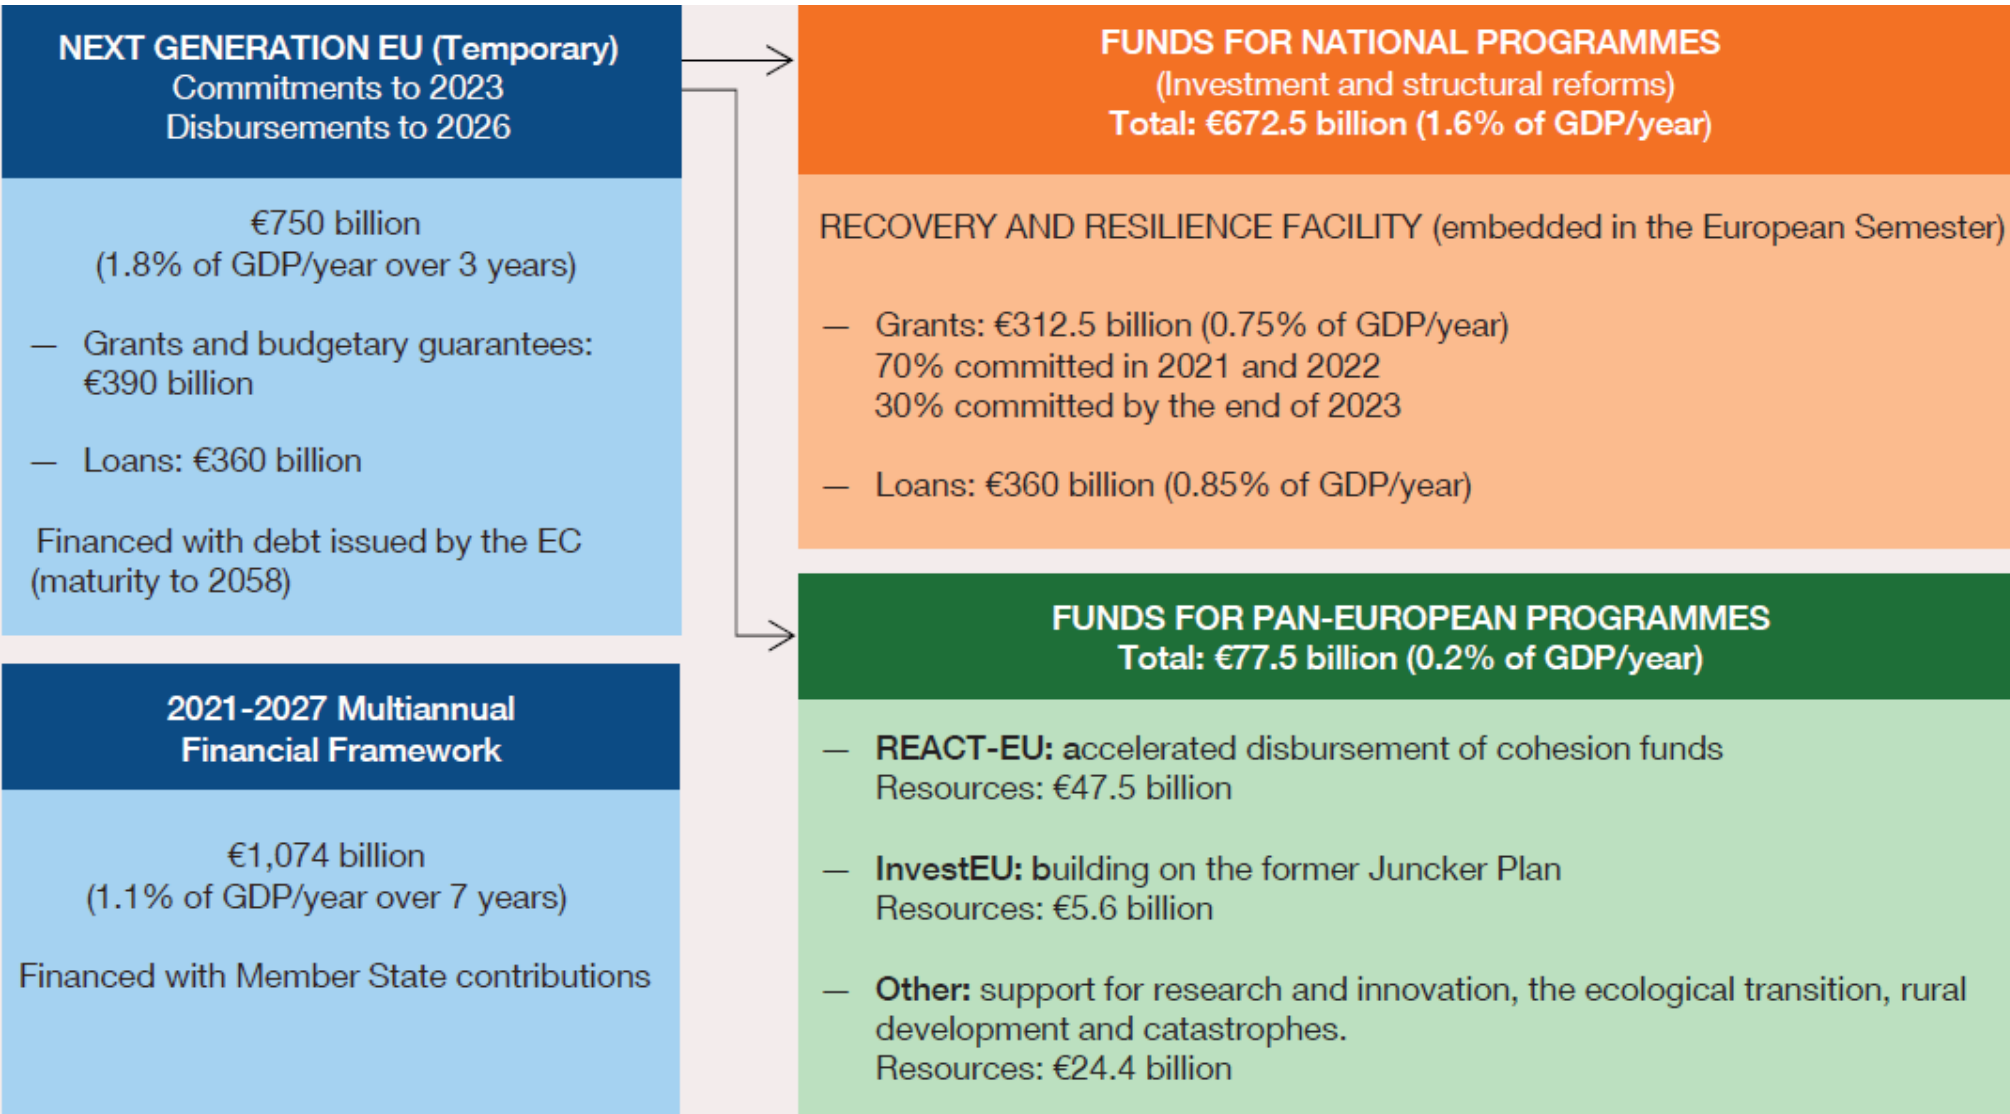 NEXT GENERATION EU (Temporary)
Commitments to 2023
Disbursements to 2026
€750 billion
(1.8% of GDP/year over 3 years)
— Grants and budgetary guarantees:
€390 billion
— Loans: €360 billion
Financed with debt issued by the EC
(maturity to 2058)
2021-2027 Multiannual
Financial Framework
€1,074 billion
(1.1% of GDP/year over 7 years)
Financed with Member State contributions
FUNDS FOR NATIONAL PROGRAMMES
(Investment and structural reforms)
Total: €672.5 billion (1.6% of GDP/year)
RECOVERY AND RESILIENCE FACILITY (embedded in the European Semester)
— Grants: €312.5 billion (0.75% of GDP/year)
70% committed in 2021 and 2022
30% committed by the end of 2023
— Loans: €360 billion (0.85% of GDP/year)
FUNDS FOR PAN-EUROPEAN PROGRAMMES
Total: €77.5 billion (0.2% of GDP/year)
— REACT-EU: accelerated disbursement of cohesion funds
Resources: €47.5 billion
— InvestEU: building on the former Juncker Plan
Resources: €5.6 billion
— Other: support for research and innovation, the ecological transition, rural
development and catastrophes.
Resources: €24.4 billion